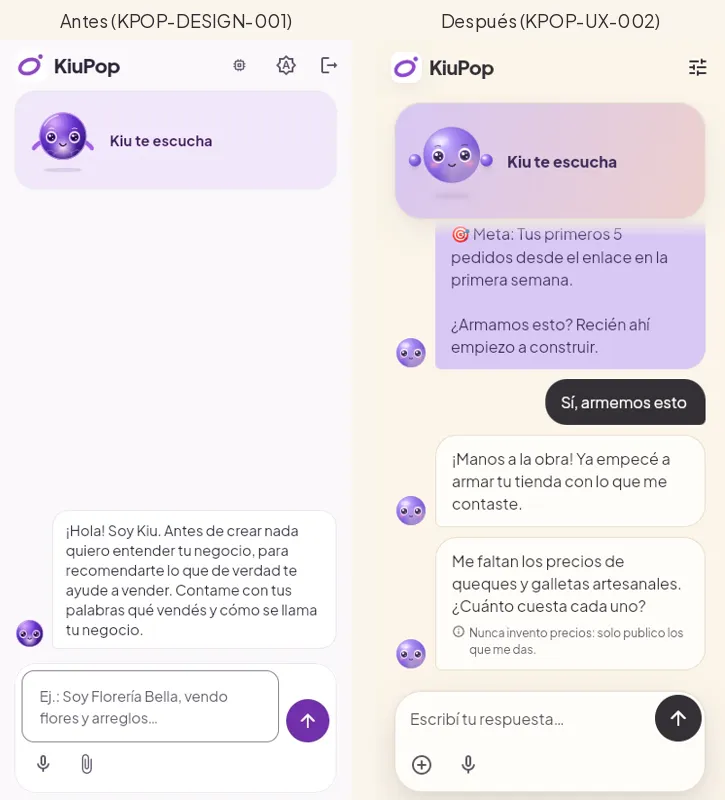 Antes (KPOP-DESIGN-001)
KiuPop
A
Kiu te escucha
¡Hola! Soy Kiu. Antes de crear nada
quiero entender tu negocio, para
recomendarte lo que de verdad te
ayude a vender. Contame con tus
palabras qué vendés y cómo se llama
tu negocio.
Ej.: Soy Florería Bella, vendo
flores y arreglos...
Después (KPOP-UX-002)
KiuPop
Kiu te escucha
🎯 Meta: Tus primeros 5
pedidos desde el enlace en la
primera semana.
¿Armamos esto? Recién ahí
empiezo a construir.
Sí, armemos esto
¡Manos a la obra! Ya empecé a
armar tu tienda con lo que me
contaste.
Me faltan los precios de
queques y galletas artesanales.
¿Cuánto cuesta cada uno?
Nunca invento precios: solo publico los
que me das.
Escribí tu respuesta...